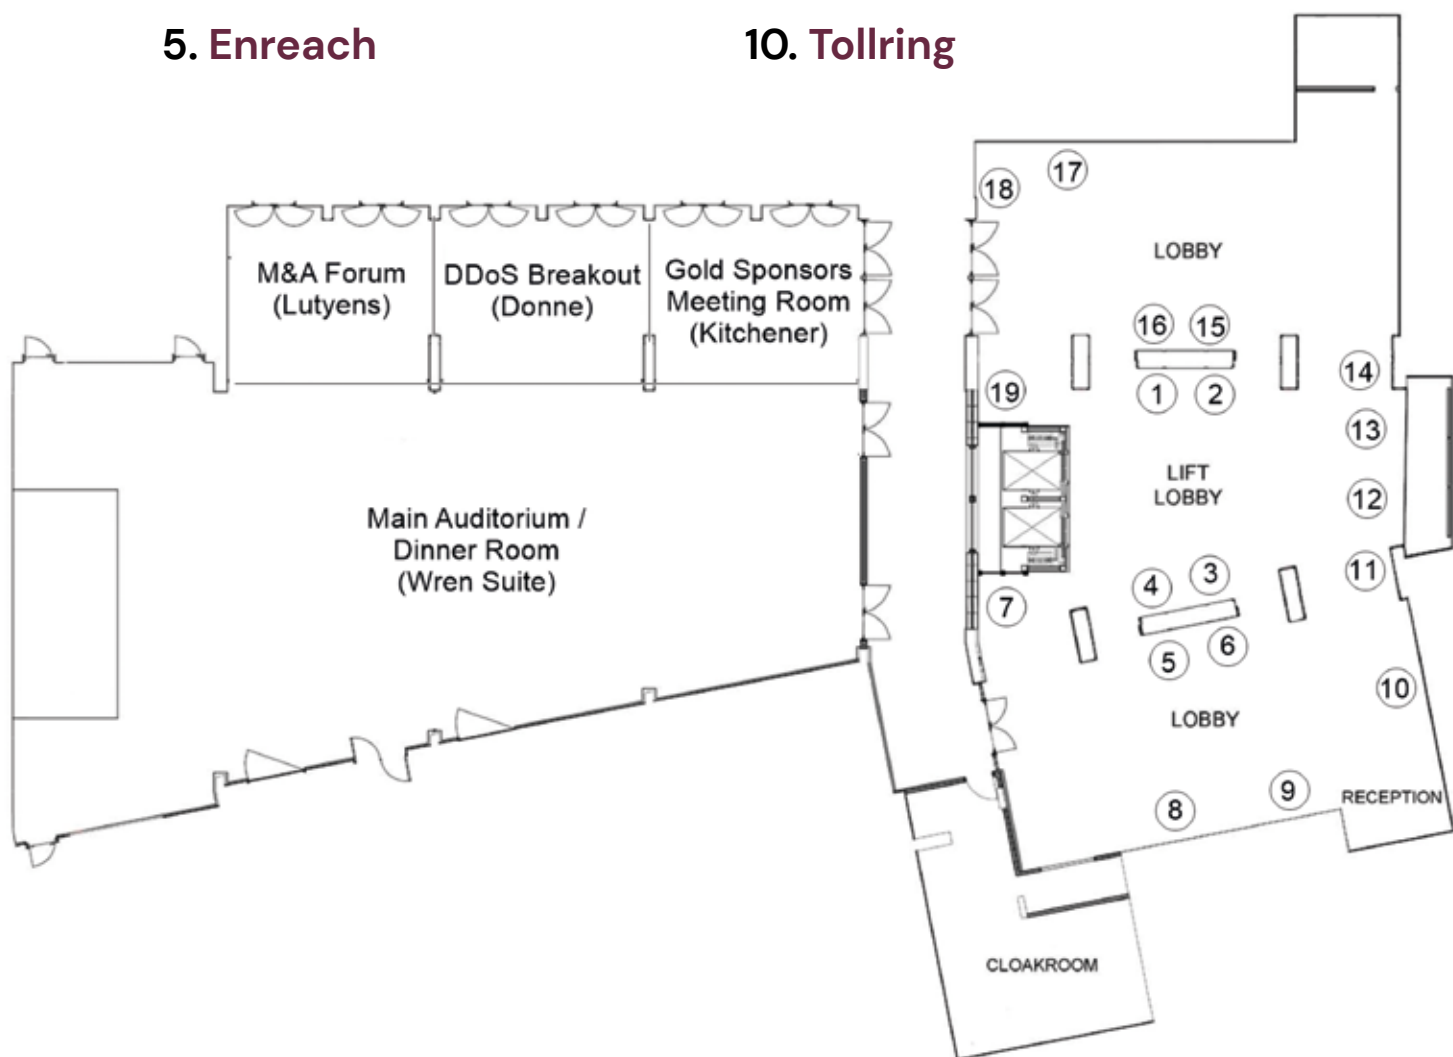 5. Enreach
10. Tollring
17
18
LOBBY
M&A Forum
(Lutyens)
DDoS Breakout
(Donne)
Gold Sponsors
Meeting Room
(Kitchener)
16
15
14
1
2
19
13
LIFT
LOBBY
12
Main Auditorium /
Dinner Room
(Wren Suite)
11
3
4
7
6
5
10
LOBBY
9
RECEPTION
8
CLOAKROOM